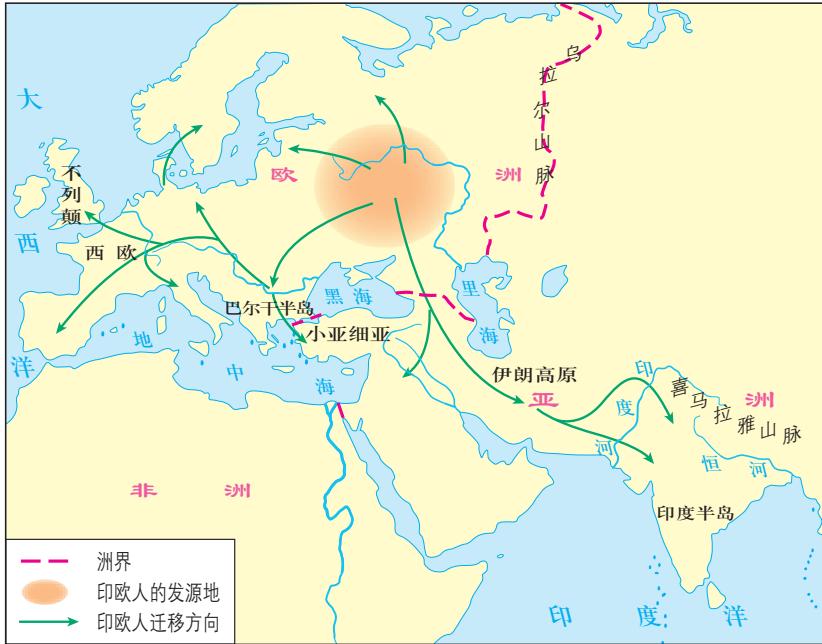 乌拉尔山脉
大西洋
不列颠
欧洲
西欧
巴尔干半岛
黑海
里海
小亚细亚
地中海
伊朗高原
亚洲
印度河
喜马拉雅山脉
恒河
非洲
印度半岛
印度洋
洲界
印欧人的发源地
印欧人迁移方向